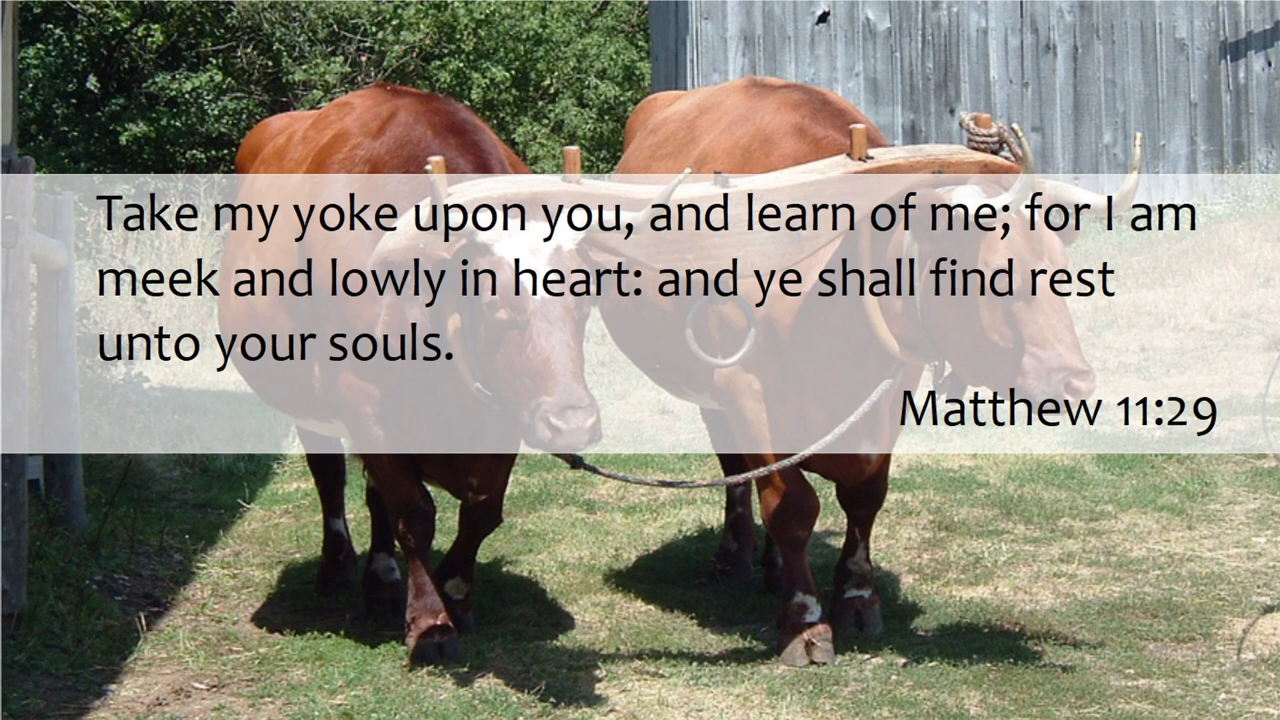 Take my yoke upon you, and learn of me; for I am
meek and lowly in heart: and ye shall find rest
unto your souls.
Matthew 11:29